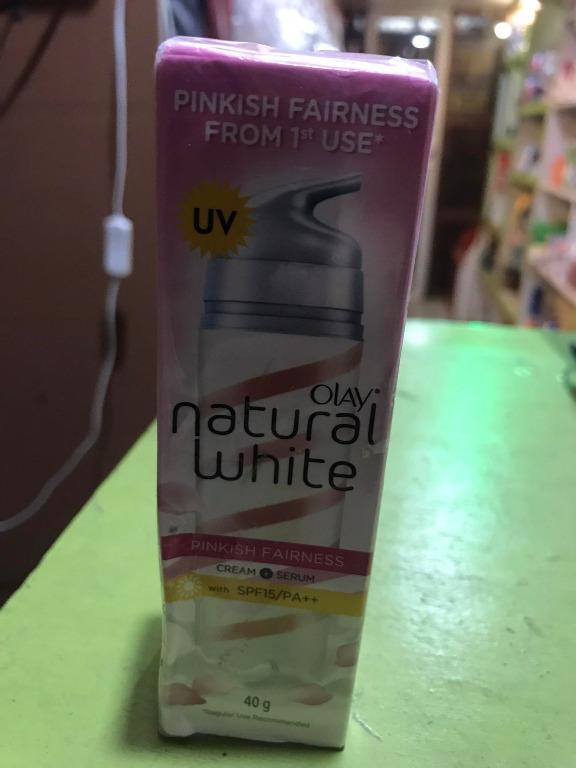 PINKISH FAIRNESS
FROM 1st USE*
UV
OLAY
natural
white
PINKISH FAIRNESS
CREAM + SERUM
with SPF15/PA++
40 g
*Regular Use Recommended